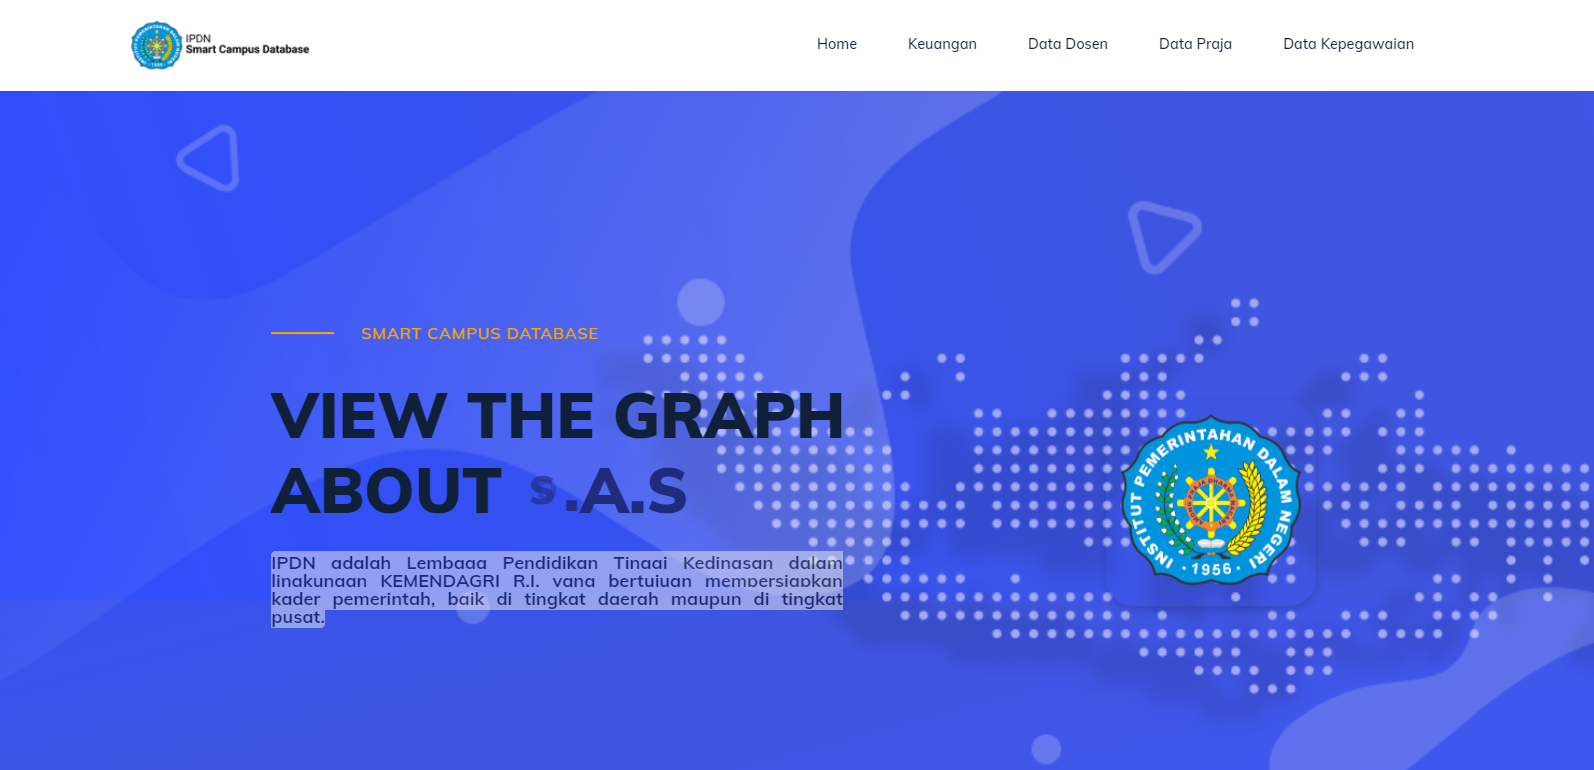 IPDN
Smart Campus Database
Home Keuangan Data Dosen Data Praja Data Kepegawaian
SMART CAMPUS DATABASE
VIEW THE GRAPH
ABOUT S.A.S
IPDN adalah Lembaga Pendidikan Tinggi Kedinasan dalam
lingkungan KEMENDAGRI R.I. yang bertujuan mempersiapkan
kader pemerintah, baik di tingkat daerah maupun di tingkat
pusat.
INSTITUT PEMERINTAHAN DALAM NEGERI
· 1956 ·